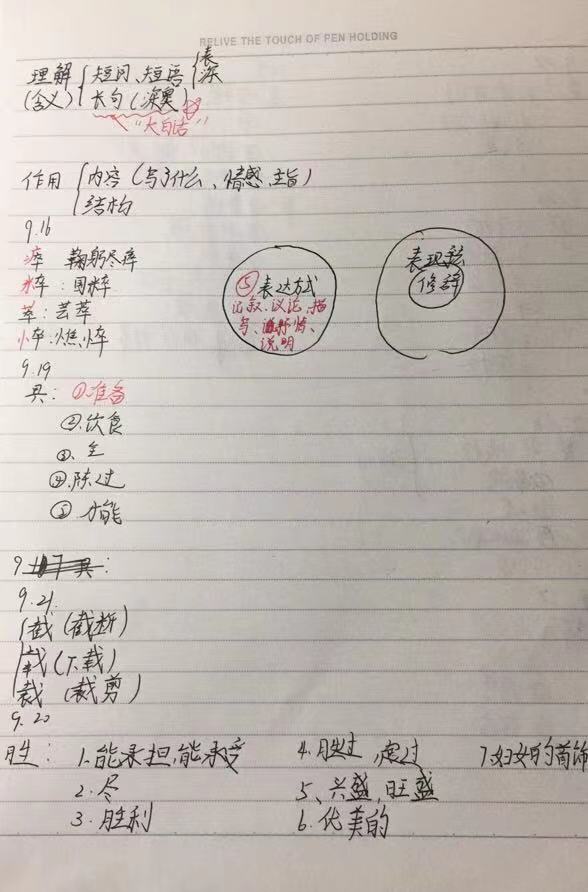 RELIVE THE TOUCH OF PEN HOLDING
理解 短词、短语 表 深
(含义) 长句(深奥)
"大白话"
作用 内容(写了什么、情感、主旨)
结构
9.16
瘁 鞠躬尽瘁
粹:国粹
萃:芸萃
悴:憔悴
⑤表达方式
记叙、议论、描
写、抒情、
说明
表现手法
修辞
9.19
具:①准备
②饮食
③全
④陈述
⑤才能
9.17 具:
9.21
截(截断)
载(下载)
裁(裁剪)
9.20
胜:1.能承担,能承受 4.胜过,超过 7.妇女的首饰
2.尽 5、兴盛,旺盛
3.胜利 6.优美的